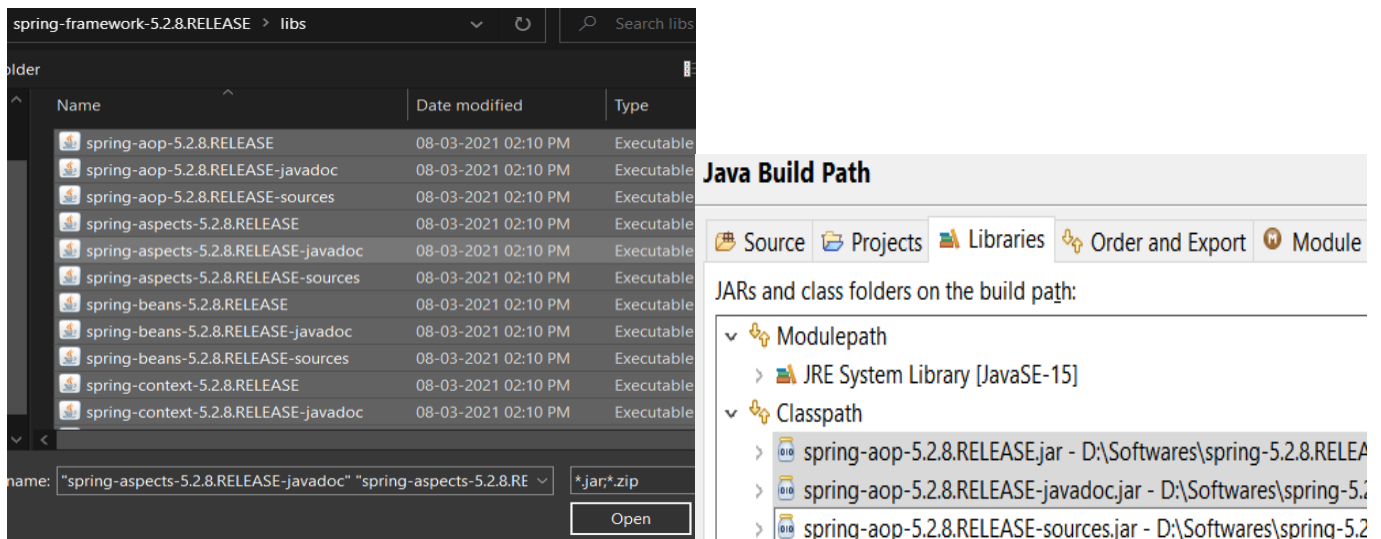 spring-framework-5.2.8.RELEASE > libs
Search libs
older
Name Date modified Type
spring-aop-5.2.8.RELEASE 08-03-2021 02:10 PM Executable
spring-aop-5.2.8.RELEASE-javadoc 08-03-2021 02:10 PM Executable
spring-aop-5.2.8.RELEASE-sources 08-03-2021 02:10 PM Executable
spring-aspects-5.2.8.RELEASE 08-03-2021 02:10 PM Executable
spring-aspects-5.2.8.RELEASE-javadoc 08-03-2021 02:10 PM Executable
spring-aspects-5.2.8.RELEASE-sources 08-03-2021 02:10 PM Executable
spring-beans-5.2.8.RELEASE 08-03-2021 02:10 PM Executable
spring-beans-5.2.8.RELEASE-javadoc 08-03-2021 02:10 PM Executable
spring-beans-5.2.8.RELEASE-sources 08-03-2021 02:10 PM Executable
spring-context-5.2.8.RELEASE 08-03-2021 02:10 PM Executable
spring-context-5.2.8.RELEASE-javadoc 08-03-2021 02:10 PM Executable
name: "spring-aspects-5.2.8.RELEASE-javadoc" "spring-aspects-5.2.8.RE *.jar;*.zip
Open
Java Build Path
Source Projects Libraries Order and Export Module
JARs and class folders on the build path:
Modulepath
JRE System Library [JavaSE-15]
Classpath
spring-aop-5.2.8.RELEASE.jar - D:\Softwares\spring-5.2.8.RELEA
spring-aop-5.2.8.RELEASE-javadoc.jar - D:\Softwares\spring-5.2
spring-aop-5.2.8.RELEASE-sources.jar - D:\Softwares\spring-5.2